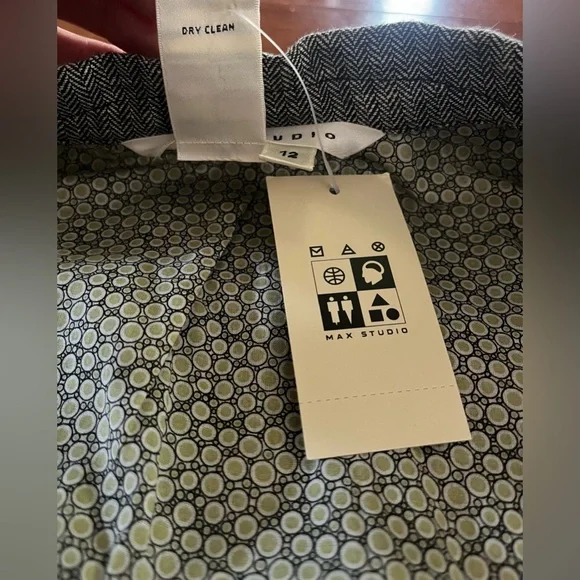 DRY CLEAN
UDIO
12
MAX STUDIO